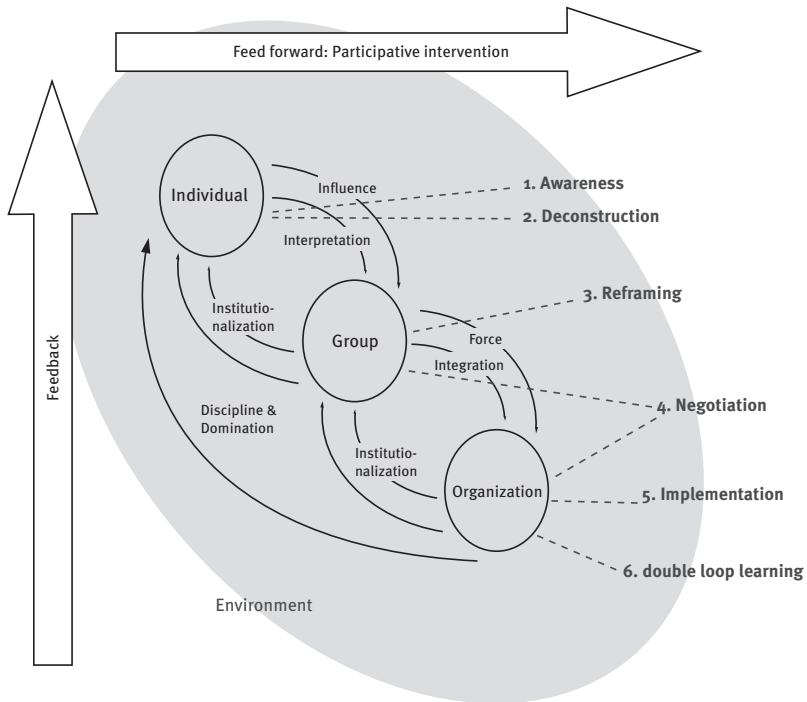 Feed forward: Participative intervention
Feedback
Individual
Influence
Interpretation
1. Awareness
2. Deconstruction
Institutio-
nalization
Group
3. Reframing
Force
Integration
Discipline &
Domination
4. Negotiation
Institutio-
nalization
Organization
5. Implementation
6. double loop learning
Environment